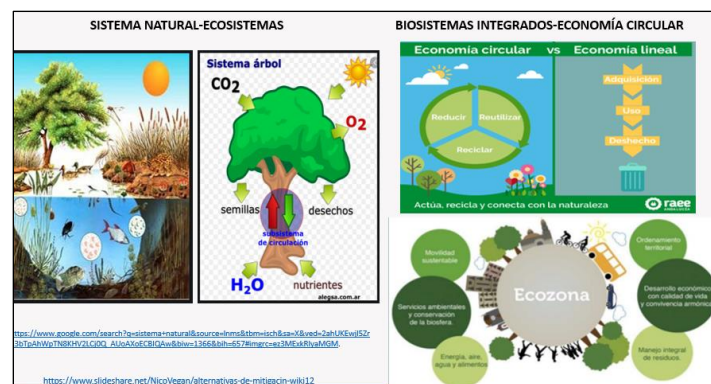 SISTEMA NATURAL-ECOSISTEMAS
Sistema árbol
CO2
O2
semillas
desechos
subsistema
de circulación
H2O
nutrientes
alegsa.com.ar
https://www.slideshare.net/NicoVegan/alternativas-de-mitigacin-wiki12
BIOSISTEMAS INTEGRADOS-ECONOMÍA CIRCULAR
Economía circular vs Economía lineal
Reducir
Reutilizar
Reciclar
Adquisición
Uso
Deshecho
Actúa, recicla y conecta con la naturaleza
raee
Movilidad
sustentable
Servicios ambientales
y conservación
de la biosfera.
Energía, aire,
agua y alimentos
Ecozona
Ordenamiento
territorial
Desarrollo económico
con calidad de vida
y convivencia armónica
Manejo integral
de residuos.